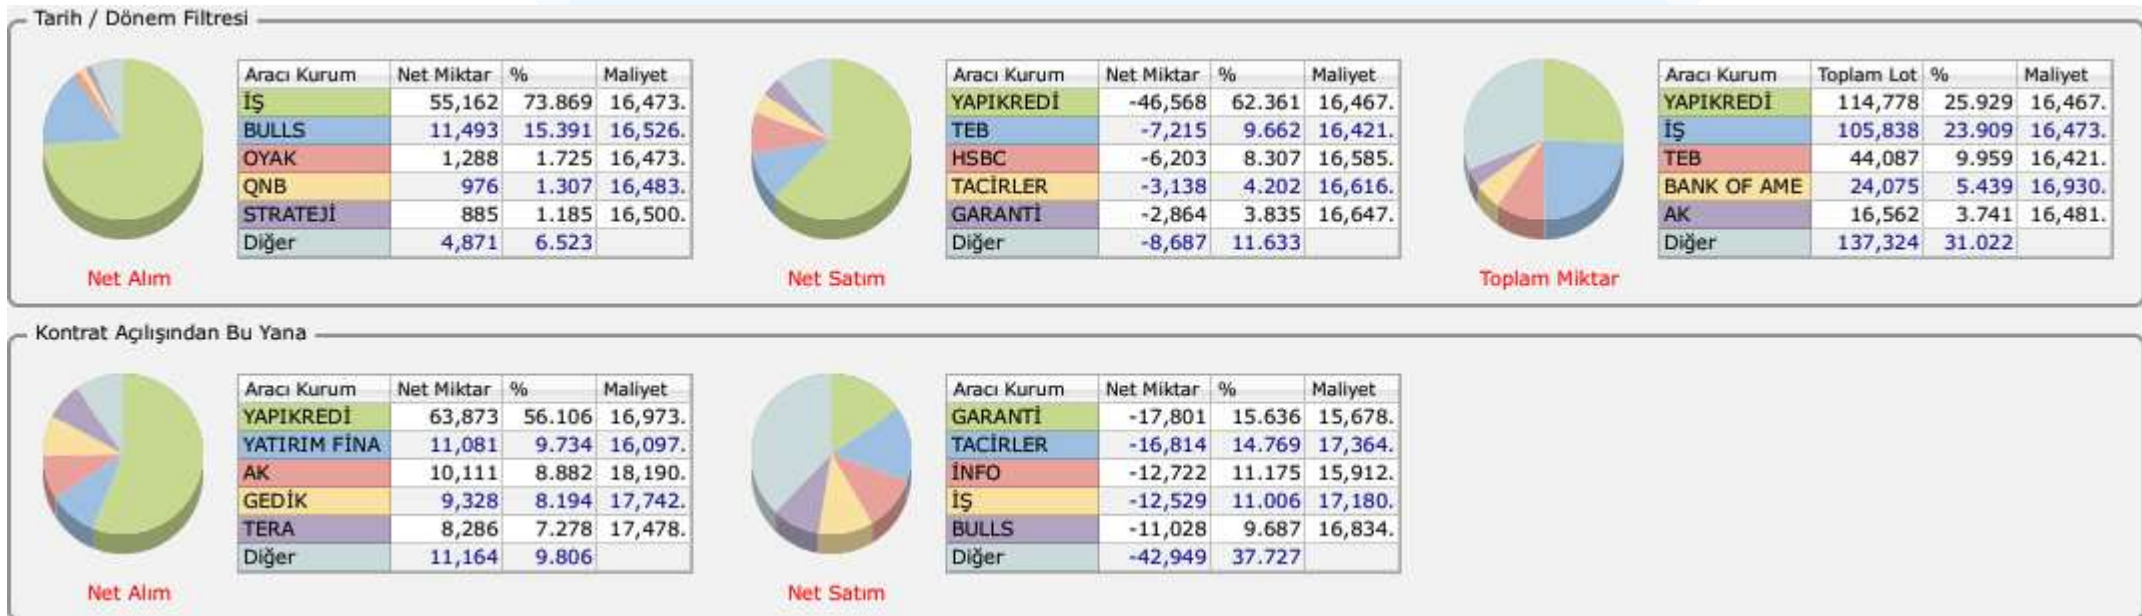 Tarih / Dönem Filtresi
Aracı Kurum Net Miktar % Maliyet
İŞ 55,162 73.869 16,473.
BULLS 11,493 15.391 16,526.
OYAK 1,288 1.725 16,473.
QNB 976 1.307 16,483.
STRATEJİ 885 1.185 16,500.
Diğer 4,871 6.523
Net Alım
Aracı Kurum Net Miktar % Maliyet
YAPIKREDİ -46,568 62.361 16,467.
TEB -7,215 9.662 16,421.
HSBC -6,203 8.307 16,585.
TACİRLER -3,138 4.202 16,616.
GARANTİ -2,864 3.835 16,647.
Diğer -8,687 11.633
Net Satım
Aracı Kurum Toplam Lot % Maliyet
YAPIKREDİ 114,778 25.929 16,467.
İŞ 105,838 23.909 16,473.
TEB 44,087 9.959 16,421.
BANK OF AME 24,075 5.439 16,930.
AK 16,562 3.741 16,481.
Diğer 137,324 31.022
Toplam Miktar
Kontrat Açılışından Bu Yana
Aracı Kurum Net Miktar % Maliyet
YAPIKREDİ 63,873 56.106 16,973.
YATIRIM FİNA 11,081 9.734 16,097.
AK 10,111 8.882 18,190.
GEDİK 9,328 8.194 17,742.
TERA 8,286 7.278 17,478.
Diğer 11,164 9.806
Net Alım
Aracı Kurum Net Miktar % Maliyet
GARANTİ -17,801 15.636 15,678.
TACİRLER -16,814 14.769 17,364.
İNFO -12,722 11.175 15,912.
İŞ -12,529 11.006 17,180.
BULLS -11,028 9.687 16,834.
Diğer -42,949 37.727
Net Satım